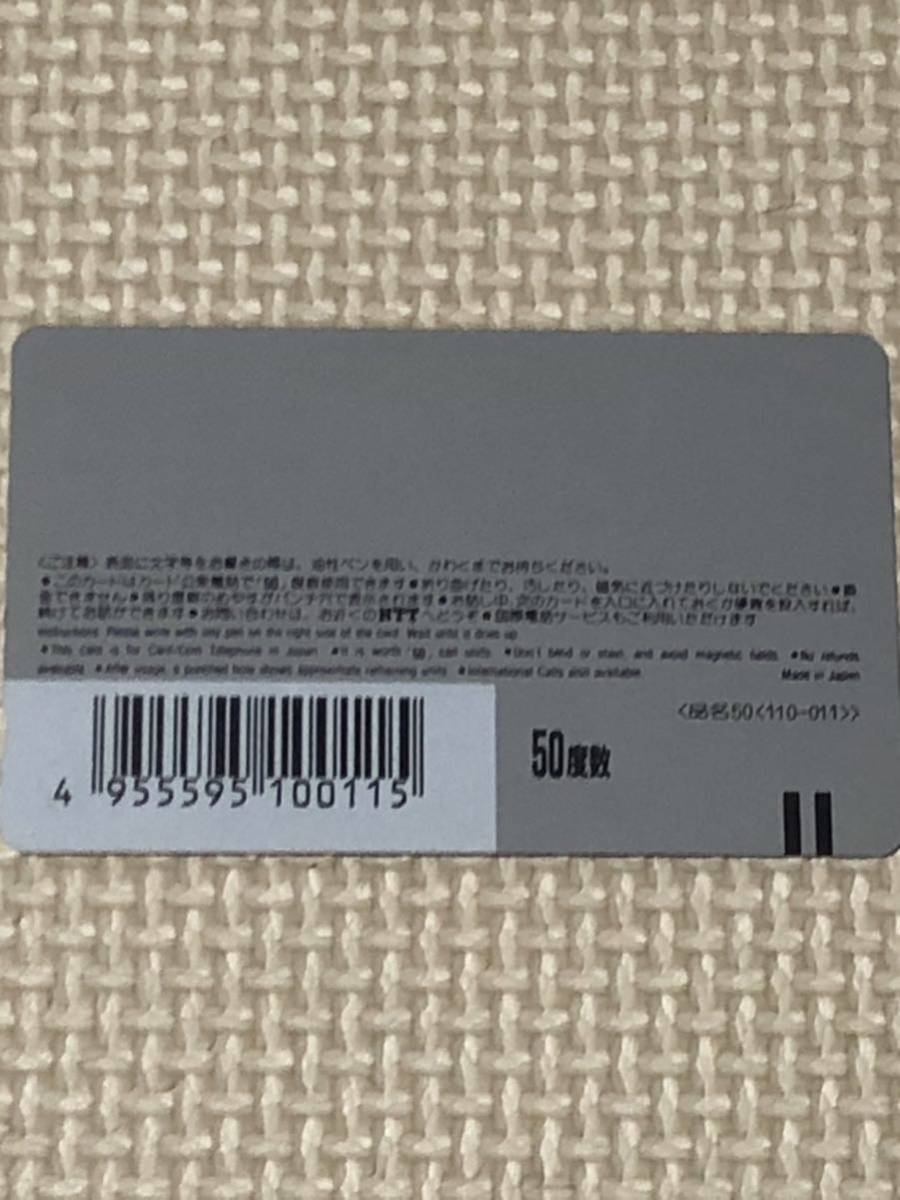 〈ご注意〉表面に文字等をお書きの際は、油性ペンを用い、かわくまでお待ちください。
●このカードはカード公衆電話で「50」度数使用できます●折り曲げたり、汚したり、磁気に近づけたりしないでください●換
金できません●残り度数のめやすがパンチ穴で表示されます●お話し中、次のカードを入口に入れておくか硬貨を投入すれば、
続けてお話ができます●お問い合わせは、お近くのNTTへどうぞ●国際電話サービスもご利用いただけます
Instructions: Please write with oily pen on the right side of the card. Wait until it dries up.
●This card is for Card/Coin Telephone in Japan ●It is worth "50" call units ●Don't bend or stain, and avoid magnetic fields ●No refunds
available ●After usage, a punched hole shows approximate remaining units ●International Calls also available Made in Japan
<品名50<110-011>>
50度数
4 955595 100115